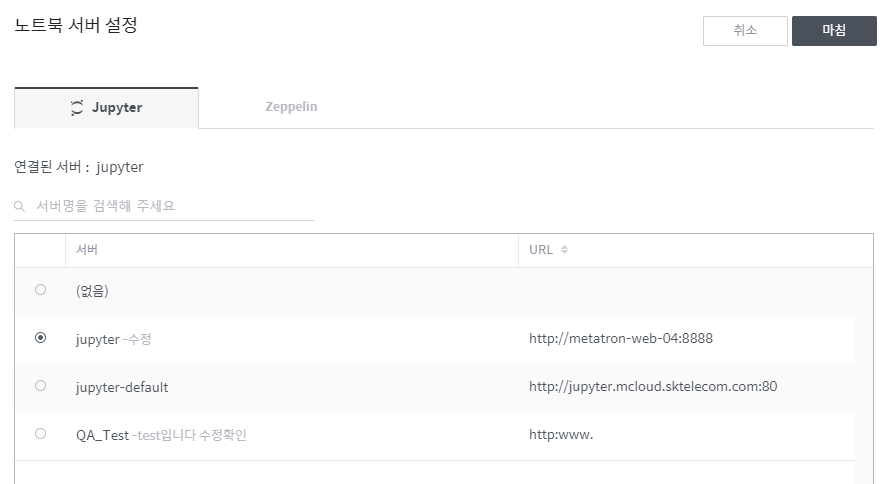 노트북 서버 설정
취소
마침
Jupyter
Zeppelin
연결된 서버 : jupyter
서버명을 검색해 주세요
서버
URL
(없음)
jupyter -수정
http://metatron-web-04:8888
jupyter-default
http://jupyter.mcloud.sktelecom.com:80
QA_Test -test입니다 수정확인
http:www.